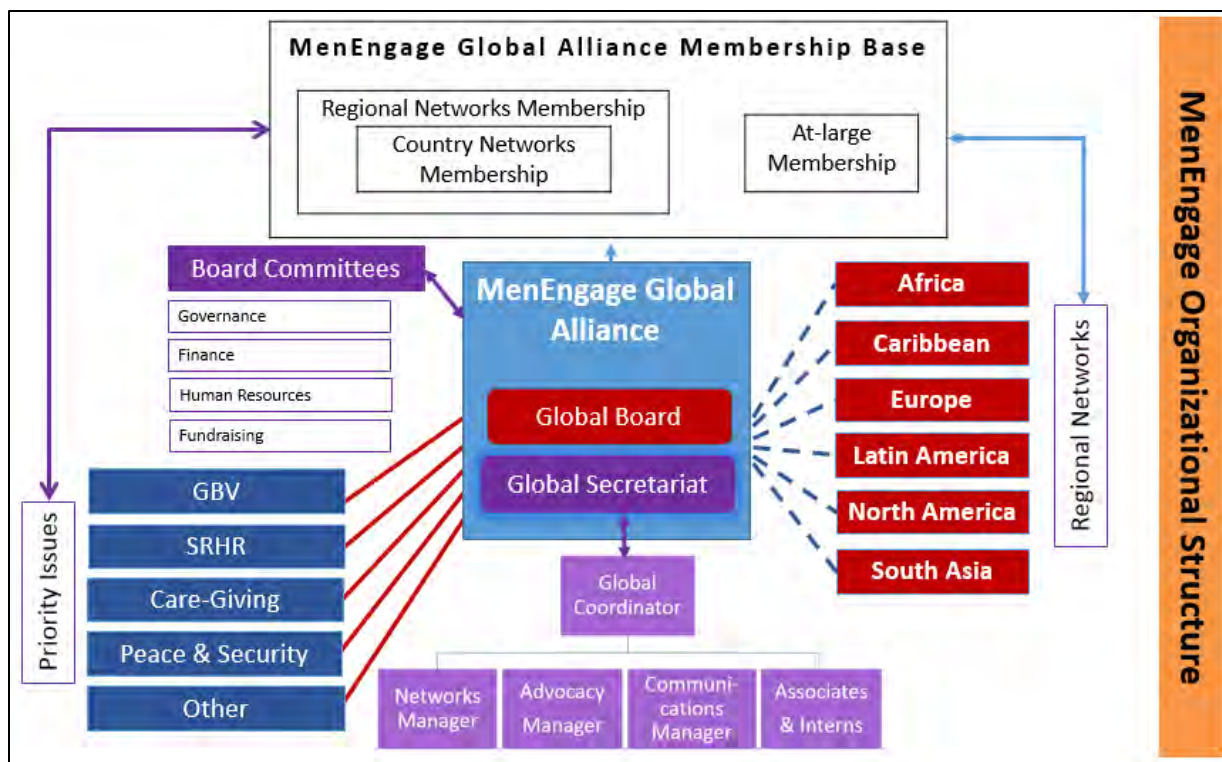 MenEngage Global Alliance Membership Base
Regional Networks Membership
Country Networks
Membership
At-large
Membership
Board Committees
Governance
Finance
Human Resources
Fundraising
MenEngage Global
Alliance
Global Board
Global Secretariat
Africa
Caribbean
Europe
Latin America
North America
South Asia
Regional Networks
Priority Issues
GBV
SRHR
Care-Giving
Peace & Security
Other
Global
Coordinator
Networks
Manager
Advocacy
Manager
Communi-
cations
Manager
Associates
& Interns
MenEngage Organizational Structure